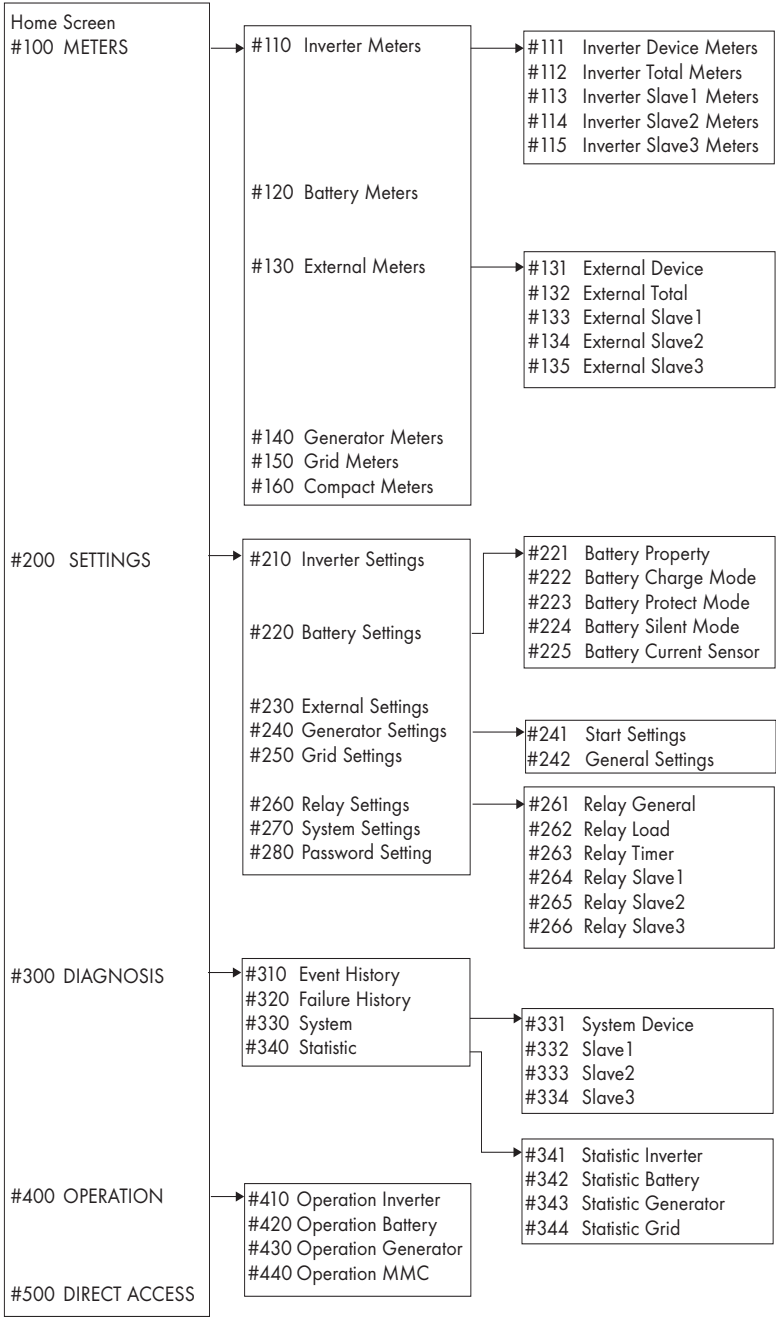 Home Screen
#100 METERS
#110 Inverter Meters
#111 Inverter Device Meters
#112 Inverter Total Meters
#113 Inverter Slave1 Meters
#114 Inverter Slave2 Meters
#115 Inverter Slave3 Meters
#120 Battery Meters
#130 External Meters
#131 External Device
#132 External Total
#133 External Slave1
#134 External Slave2
#135 External Slave3
#140 Generator Meters
#150 Grid Meters
#160 Compact Meters
#200 SETTINGS
#210 Inverter Settings
#220 Battery Settings
#221 Battery Property
#222 Battery Charge Mode
#223 Battery Protect Mode
#224 Battery Silent Mode
#225 Battery Current Sensor
#230 External Settings
#240 Generator Settings
#241 Start Settings
#242 General Settings
#250 Grid Settings
#260 Relay Settings
#261 Relay General
#262 Relay Load
#263 Relay Timer
#264 Relay Slave1
#265 Relay Slave2
#266 Relay Slave3
#270 System Settings
#280 Password Setting
#300 DIAGNOSIS
#310 Event History
#320 Failure History
#330 System
#331 System Device
#332 Slave1
#333 Slave2
#334 Slave3
#340 Statistic
#341 Statistic Inverter
#342 Statistic Battery
#343 Statistic Generator
#344 Statistic Grid
#400 OPERATION
#410 Operation Inverter
#420 Operation Battery
#430 Operation Generator
#440 Operation MMC
#500 DIRECT ACCESS